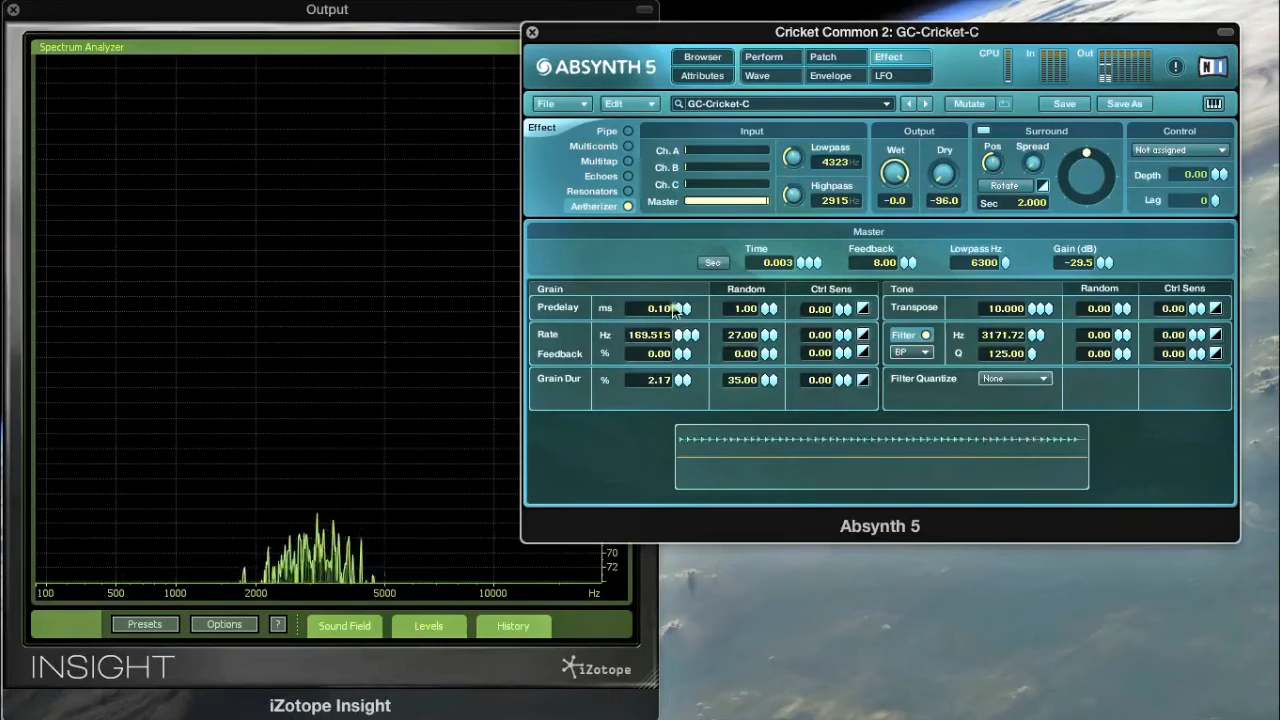 Output
Spectrum Analyzer
70
72
100 500 1000 2000 5000 10000 Hz
Presets Options ? Sound Field Levels History
INSIGHT iZotope
iZotope Insight
Cricket Common 2: GC-Cricket-C
ABSYNTH 5
Browser Perform Patch Effect
Attributes Wave Envelope LFO
CPU In Out ! NI
File Edit GC-Cricket-C Mutate Save Save As
Effect
Pipe
Multicomb
Multitap
Echoes
Resonators
Aetherizer
Input
Ch. A
Ch. B
Ch. C
Master
Lowpass
4323Hz
Highpass
2915Hz
Output
Wet Dry
-0.0 -96.0
Surround
Pos Spread
Rotate
Sec 2.000
Control
Not assigned
Depth 0.00
Lag 0
Master
Time Feedback Lowpass Hz Gain (dB)
Sec 0.003 8.00 6300 -29.5
Grain Random Ctrl Sens
Predelay ms 0.10 1.00 0.00
Rate Hz 169.515 27.00 0.00
Feedback % 0.00 0.00 0.00
Grain Dur % 2.17 35.00 0.00
Tone Random Ctrl Sens
Transpose 10.000 0.00 0.00
Filter Hz 3171.72 0.00 0.00
BP Q 125.00 0.00 0.00
Filter Quantize None
Absynth 5